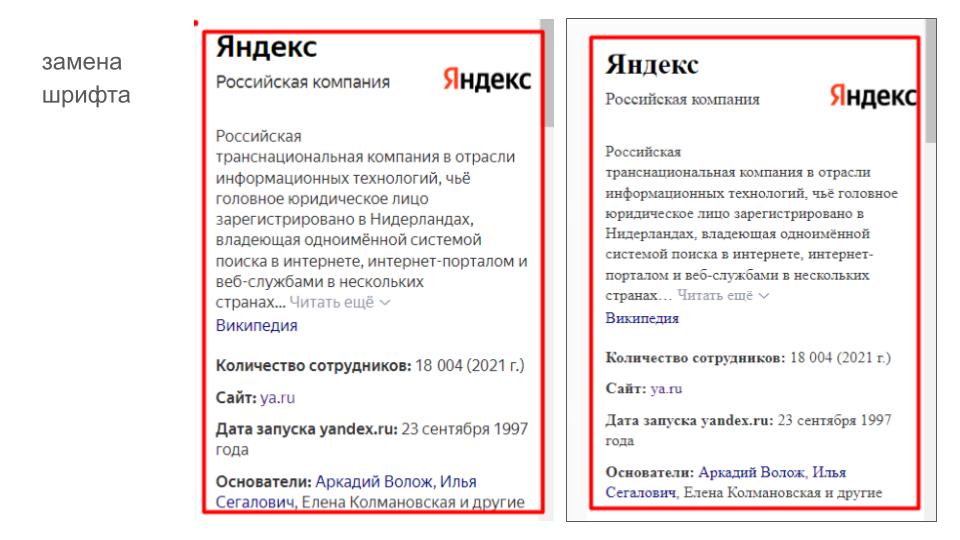 замена
шрифта
Яндекс
Российская компания
Яндекс
Российская
транснациональная компания в отрасли
информационных технологий, чьё
головное юридическое лицо
зарегистрировано в Нидерландах,
владеющая одноимённой системой
поиска в интернете, интернет-порталом и
веб-службами в нескольких
странах... Читать ещё
Википедия
Количество сотрудников: 18 004 (2021 г.)
Сайт: ya.ru
Дата запуска yandex.ru: 23 сентября 1997
года
Основатели: Аркадий Волож, Илья
Сегалович, Елена Колмановская и другие
Яндекс
Российская компания
Яндекс
Российская
транснациональная компания в отрасли
информационных технологий, чьё головное
юридическое лицо зарегистрировано в
Нидерландах, владеющая одноимённой
системой поиска в интернете, интернет-
порталом и веб-службами в нескольких
странах… Читать ещё
Википедия
Количество сотрудников: 18 004 (2021 г.)
Сайт: ya.ru
Дата запуска yandex.ru: 23 сентября 1997
года
Основатели: Аркадий Волож, Илья
Сегалович, Елена Колмановская и другие